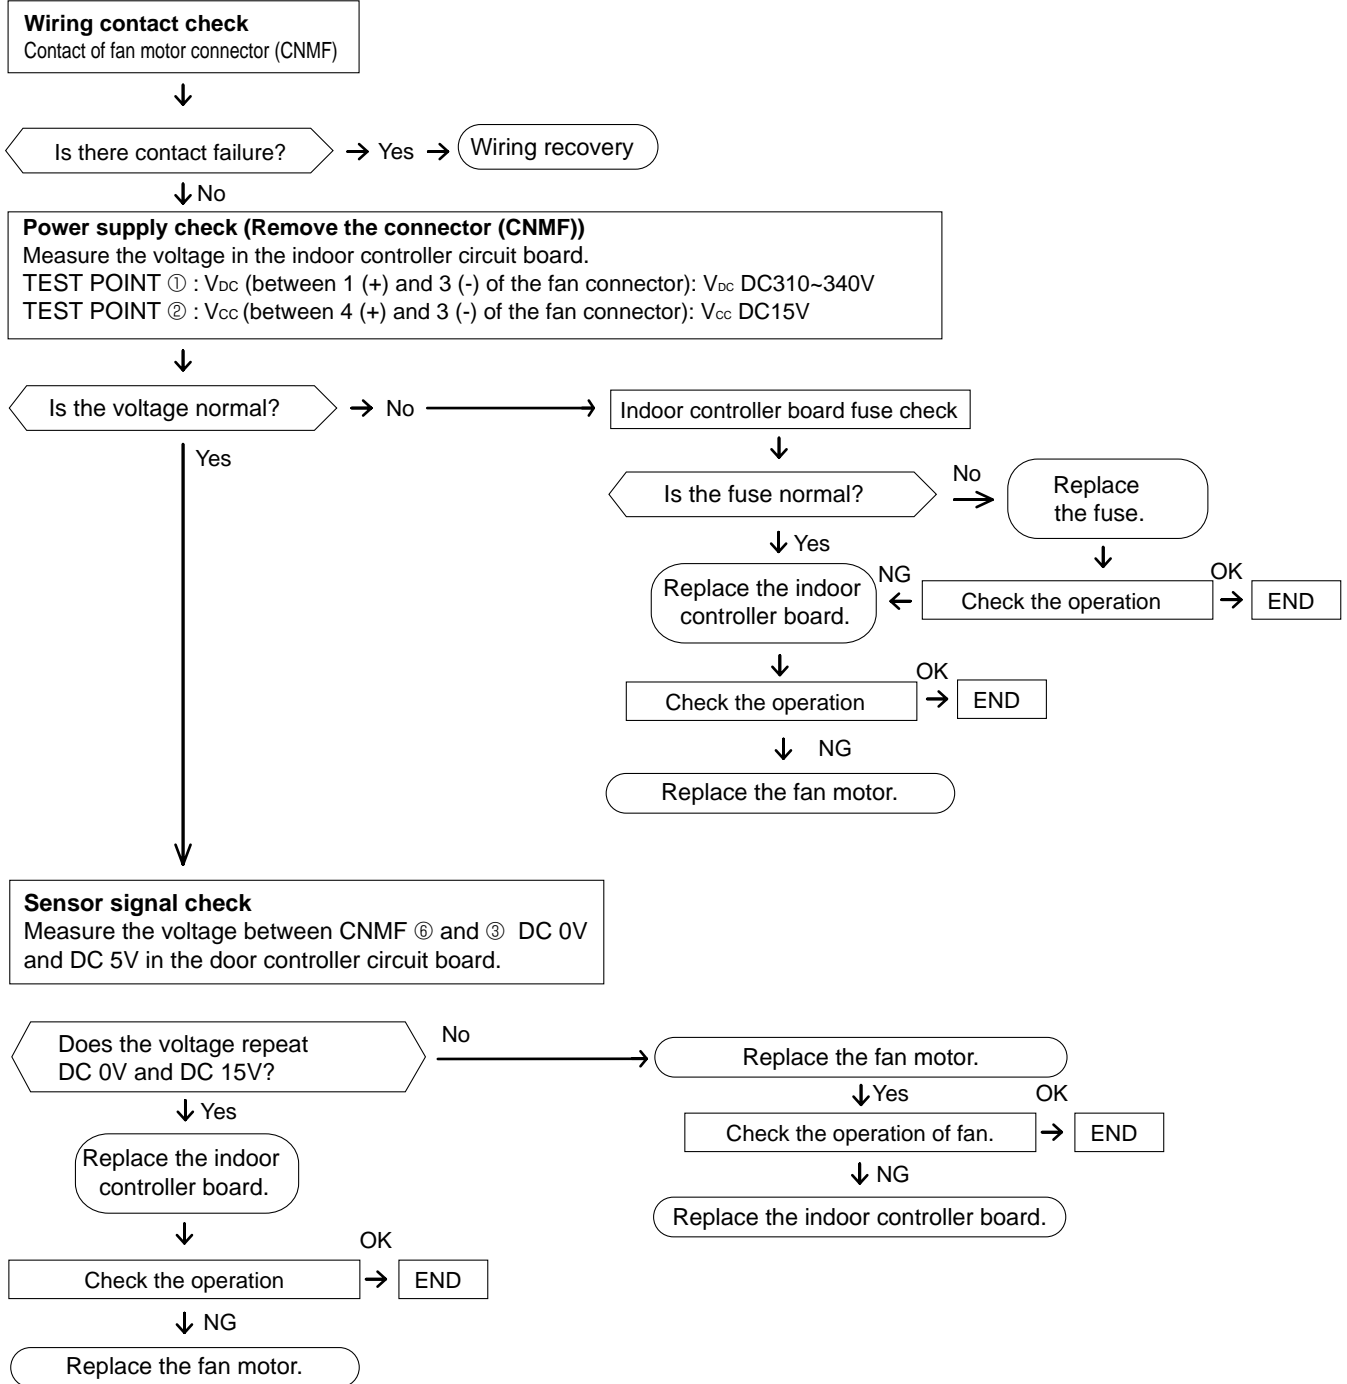 Wiring contact check
Contact of fan motor connector (CNMF)
Is there contact failure?
Yes
Wiring recovery
No
Power supply check (Remove the connector (CNMF))
Measure the voltage in the indoor controller circuit board.
TEST POINT ① : VDC (between 1 (+) and 3 (-) of the fan connector): VDC DC310~340V
TEST POINT ② : VCC (between 4 (+) and 3 (-) of the fan connector): VCC DC15V
Is the voltage normal?
No
Indoor controller board fuse check
Yes
Is the fuse normal?
No
Replace
the fuse.
Yes
Replace the indoor
controller board.
NG
Check the operation
OK
END
Check the operation
OK
END
NG
Replace the fan motor.
Sensor signal check
Measure the voltage between CNMF ⑥ and ③ DC 0V
and DC 5V in the door controller circuit board.
Does the voltage repeat
DC 0V and DC 15V?
No
Replace the fan motor.
Yes
Yes
OK
Check the operation of fan.
END
Replace the indoor
controller board.
NG
Replace the indoor controller board.
OK
Check the operation
END
NG
Replace the fan motor.